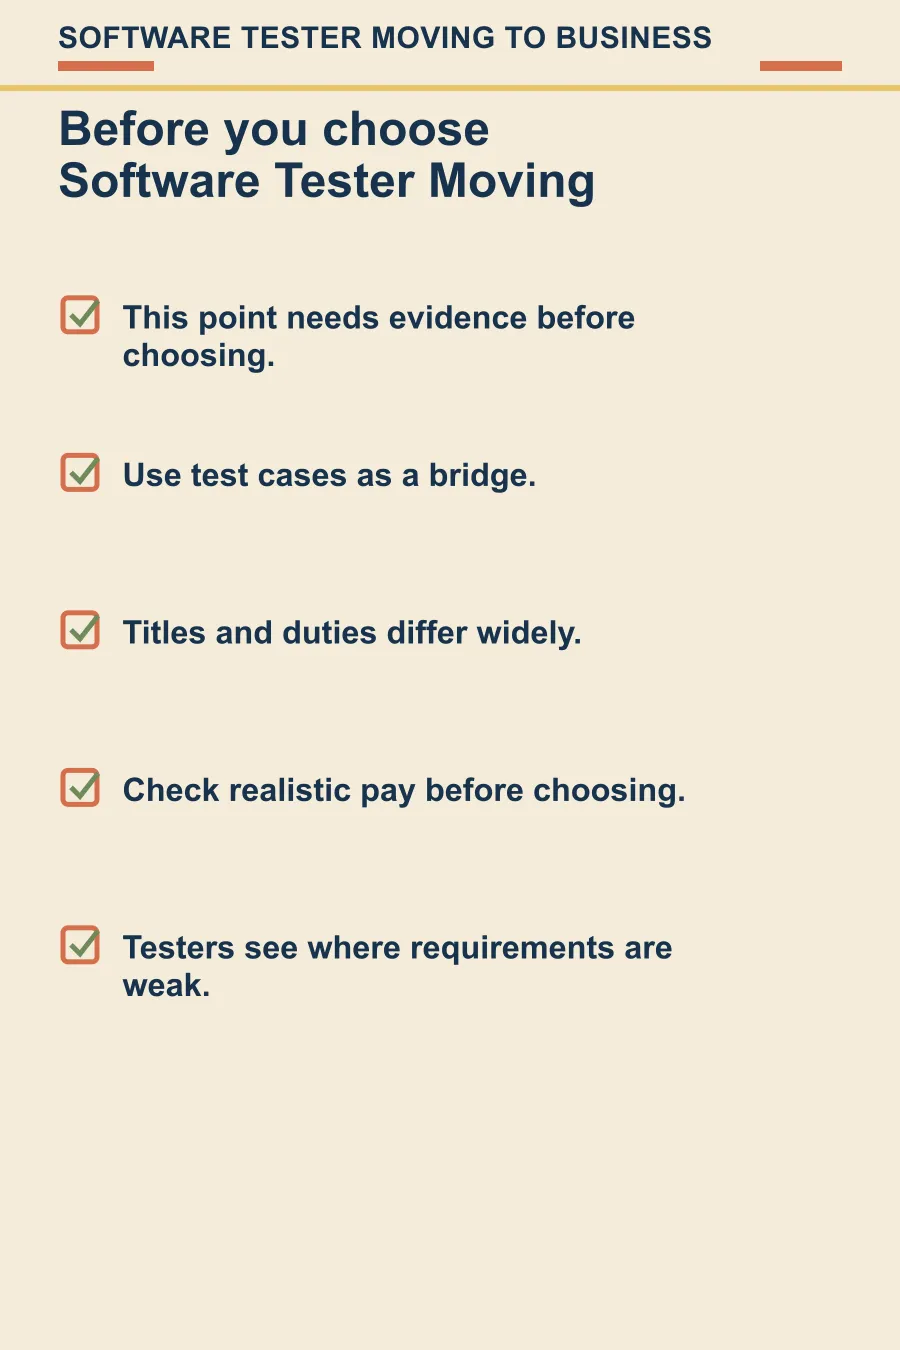 SOFTWARE TESTER MOVING TO BUSINESS
Before you choose
Software Tester Moving
This point needs evidence before
choosing.
Use test cases as a bridge.
Titles and duties differ widely.
Check realistic pay before choosing.
Testers see where requirements are
weak.